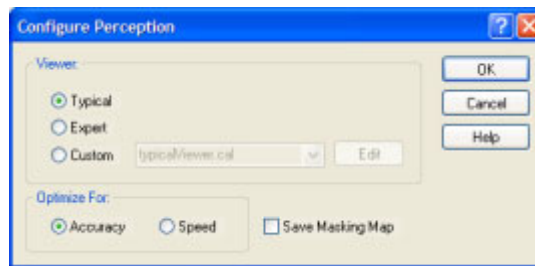 Configure Perception
Viewer:
Typical
Expert
Custom typicalViewer.cal Edit
OK
Cancel
Help
Optimize For:
Accuracy Speed
Save Masking Map